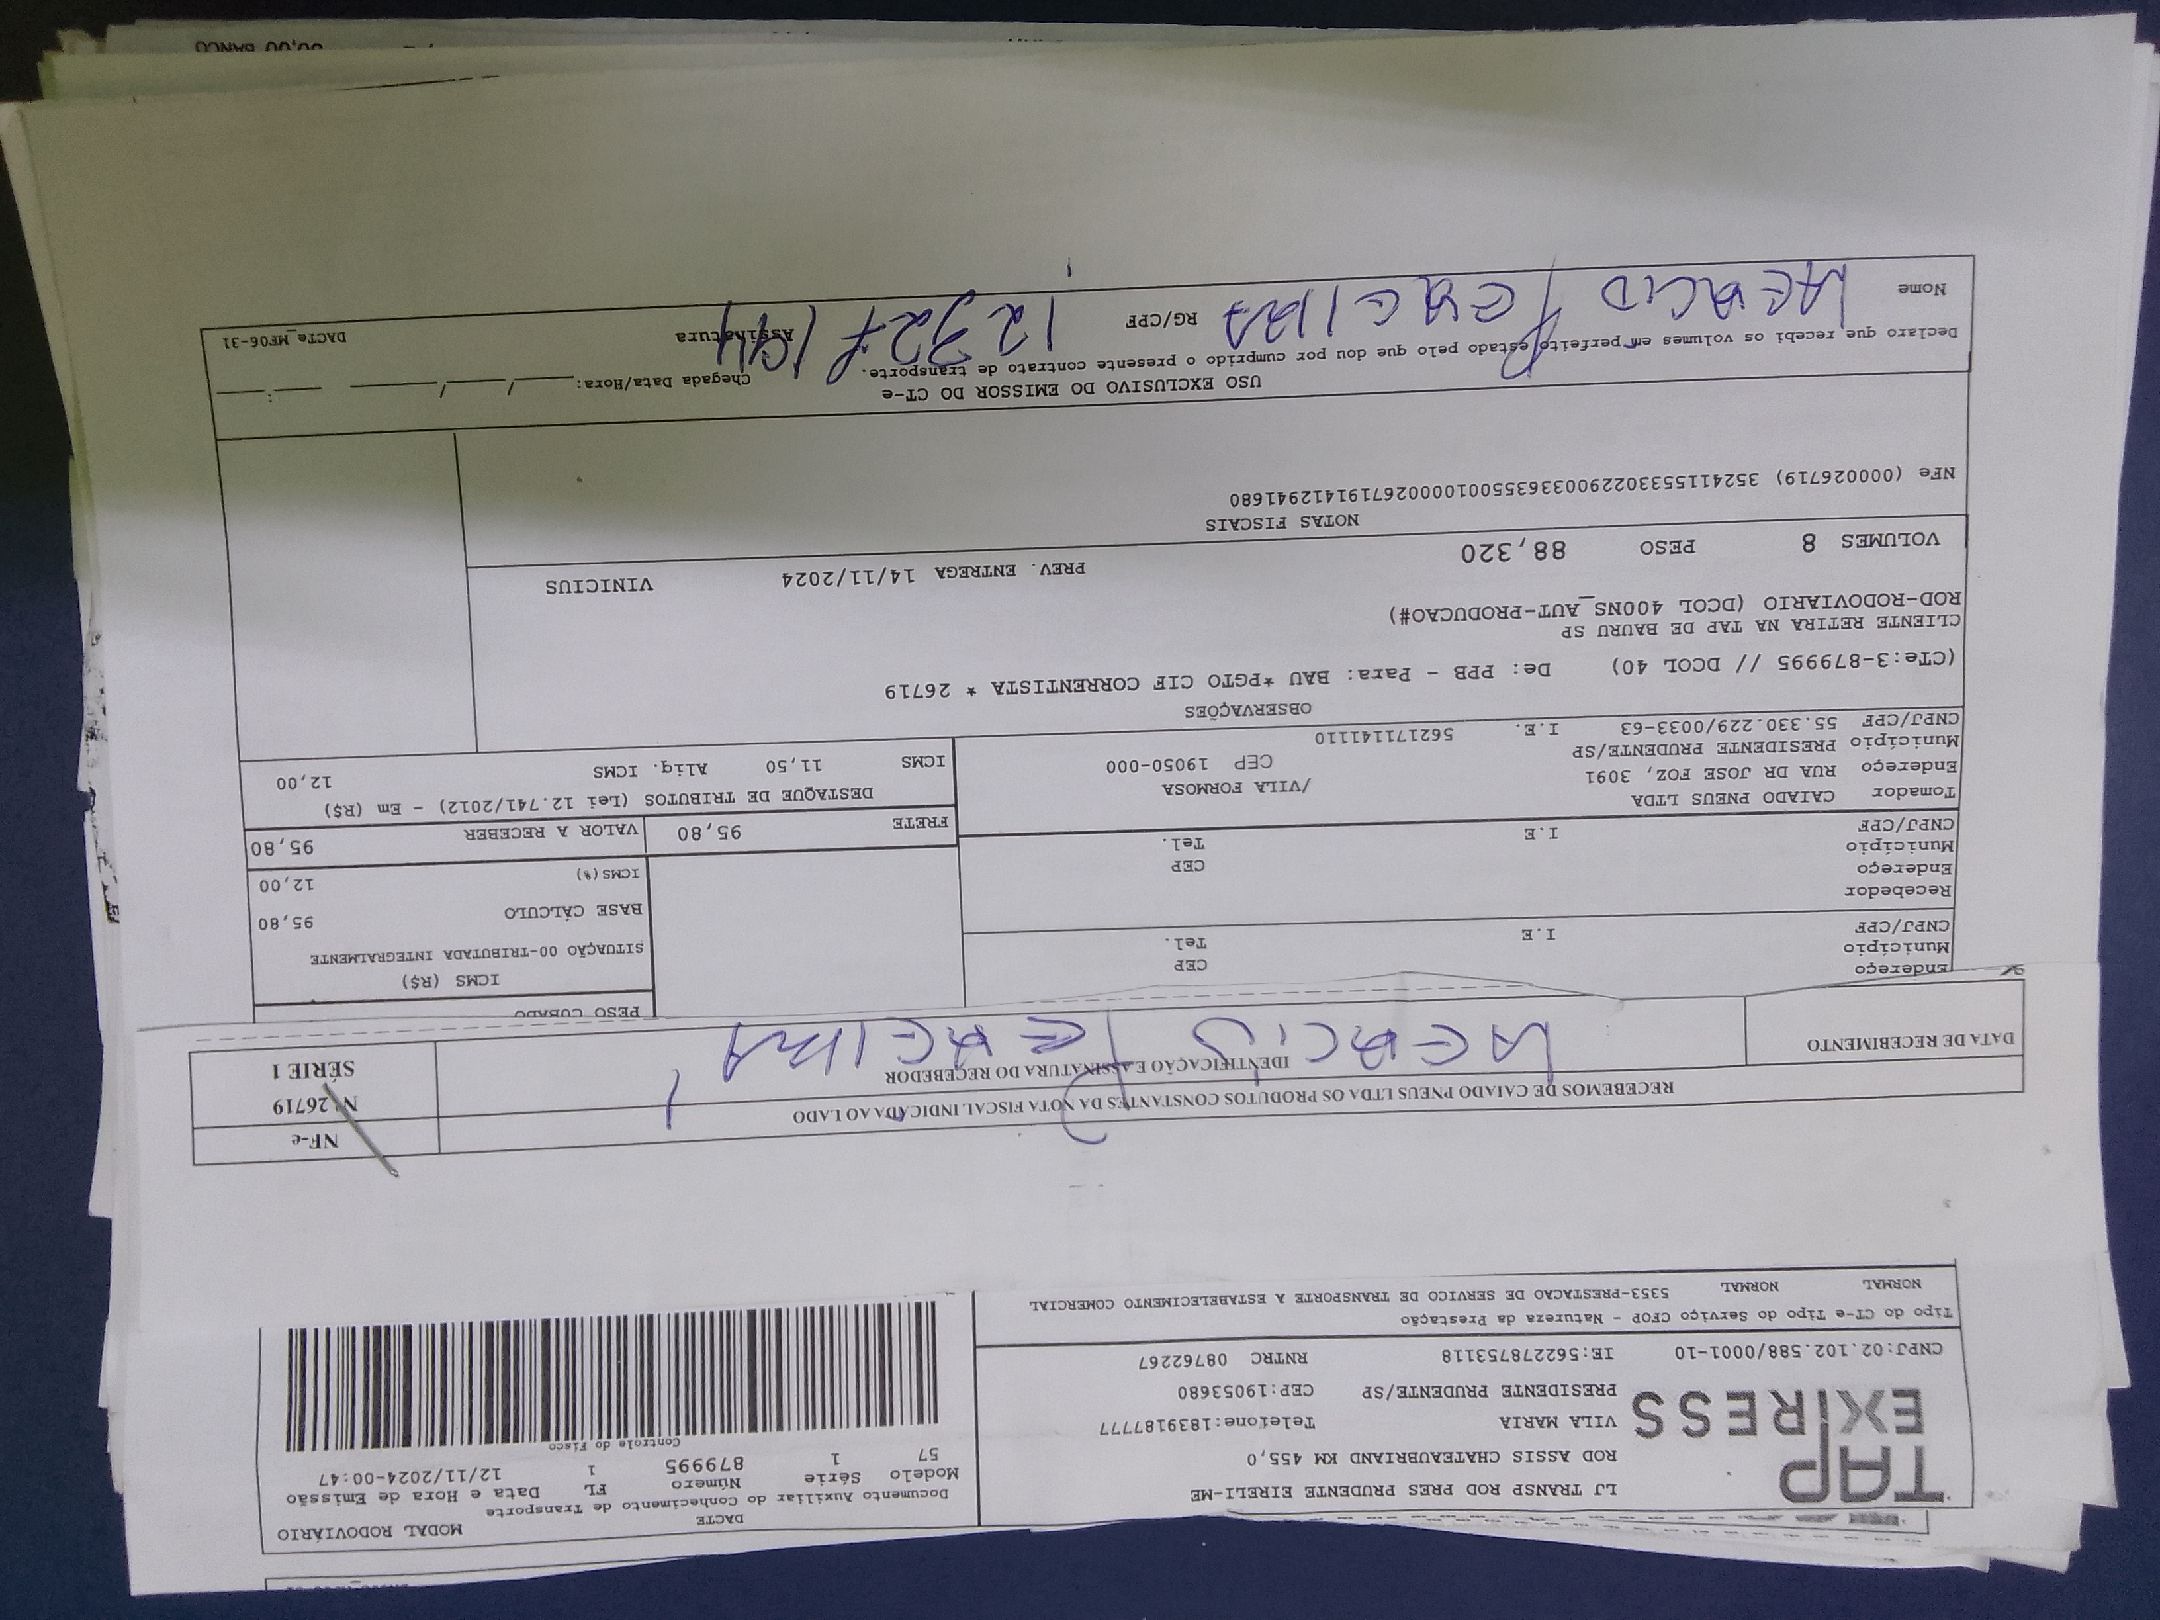 TAP
EXPRESS
LJ TRANSP ROD PRES PRUDENTE EIRELI-ME
ROD ASSIS CHATEAUBRIAND KM 455,0
VILA MARIA Telefone:1839187777
PRESIDENTE PRUDENTE/SP CEP:19053680
CNPJ:02.102.588/0001-10 IE:562278753118 RNTRC 08762267
Tipo do CT-e Tipo do Serviço CFOP - Natureza da Prestação
NORMAL NORMAL 5353-PRESTACAO DE SERVICO DE TRANSPORTE A ESTABELECIMENTO COMERCIAL
DACTE MODAL RODOVIÁRIO
Documento Auxiliar do Conhecimento de Transporte
Modelo Série Número FL Data e Hora de Emissão
57 1 879995 1 12/11/2024-00:47
Controle do Fisco
RECEBEMOS DE CAIADO PNEUS LTDA OS PRODUTOS CONSTANTES DA NOTA FISCAL INDICADA AO LADO
NF-e
Nº 26719
SÉRIE 1
DATA DE RECEBIMENTO
IDENTIFICAÇÃO E ASSINATURA DO RECEBEDOR
LAERCIO PEREIRA
PESO CUBADO
Endereço CEP
Município Tel.
CNPJ/CPF I.E
Recebedor
Endereço CEP
Município Tel.
CNPJ/CPF I.E
ICMS (R$)
SITUAÇÃO 00-TRIBUTADA INTEGRALMENTE
BASE CÁLCULO 95,80
ICMS(%) 12,00
FRETE 95,80 VALOR A RECEBER 95,80
DESTAQUE DE TRIBUTOS (Lei 12.741/2012) - Em (R$)
ICMS 11,50 Aliq. ICMS 12,00
Tomador CAIADO PNEUS LTDA
Endereço RUA DR JOSE FOZ, 3091 /VILA FORMOSA
Município PRESIDENTE PRUDENTE/SP CEP 19050-000
CNPJ/CPF 55.330.229/0033-63 I.E. 562171141110
OBSERVAÇÕES
(CTe:3-879995 // DCOL 40) De: PPB - Para: BAU *PGTO CIF CORRENTISTA * 26719
CLIENTE RETIRA NA TAP DE BAURU SP
ROD-RODOVIARIO (DCOL 400NS_AUT-PRODUCAO#)
VOLUMES 8 PESO 88,320 PREV. ENTREGA 14/11/2024 VINICIUS
NOTAS FISCAIS
NFe (000026719) 35241155330229003363550010000267191412941680
USO EXCLUSIVO DO EMISSOR DO CT-e
Declaro que recebi os volumes em perfeito estado pelo que dou por cumprido o presente contrato de transporte.
Chegada Data/Hora: ____/____/____ ____:____
Nome LAERCIO PEREIRA RG/CPF Assinatura
DACTe_MF06-31